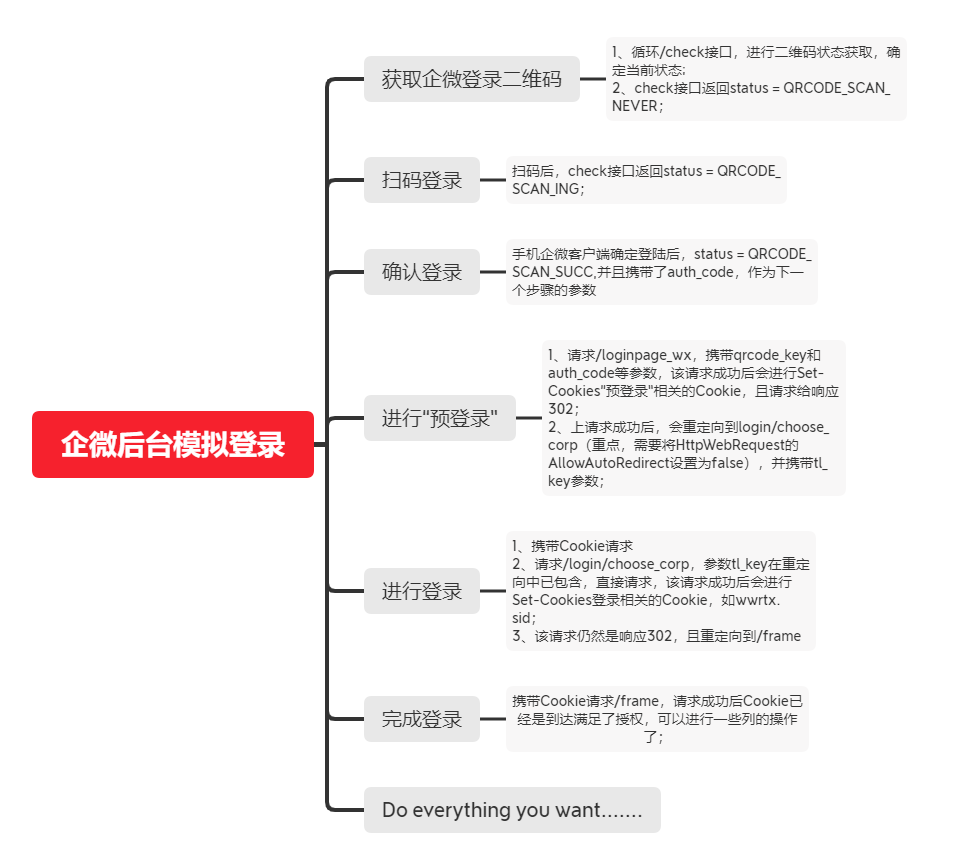 企微后台模拟登录
获取企微登录二维码
1、循环/check接口，进行二维码状态获取，确
定当前状态;
2、check接口返回status = QRCODE_SCAN_
NEVER；
扫码登录
扫码后，check接口返回status = QRCODE_
SCAN_ING；
确认登录
手机企微客户端确定登陆后，status = QRCODE_
SCAN_SUCC,并且携带了auth_code，作为下一
个步骤的参数
进行"预登录"
1、请求/loginpage_wx，携带qrcode_key和
auth_code等参数，该请求成功后会进行Set-
Cookies"预登录"相关的Cookie，且请求给响应
302；
2、上请求成功后，会重定向到login/choose_
corp（重点，需要将HttpWebRequest的
AllowAutoRedirect设置为false），并携带tl_
key参数；
进行登录
1、携带Cookie请求
2、请求/login/choose_corp，参数tl_key在重定
向中已包含，直接请求，该请求成功后会进行
Set-Cookies登录相关的Cookie，如wwrtx.
sid；
3、该请求仍然是响应302，且重定向到/frame
完成登录
携带Cookie请求/frame，请求成功后Cookie已
经是到达满足了授权，可以进行一些列的操作
了；
Do everything you want.......